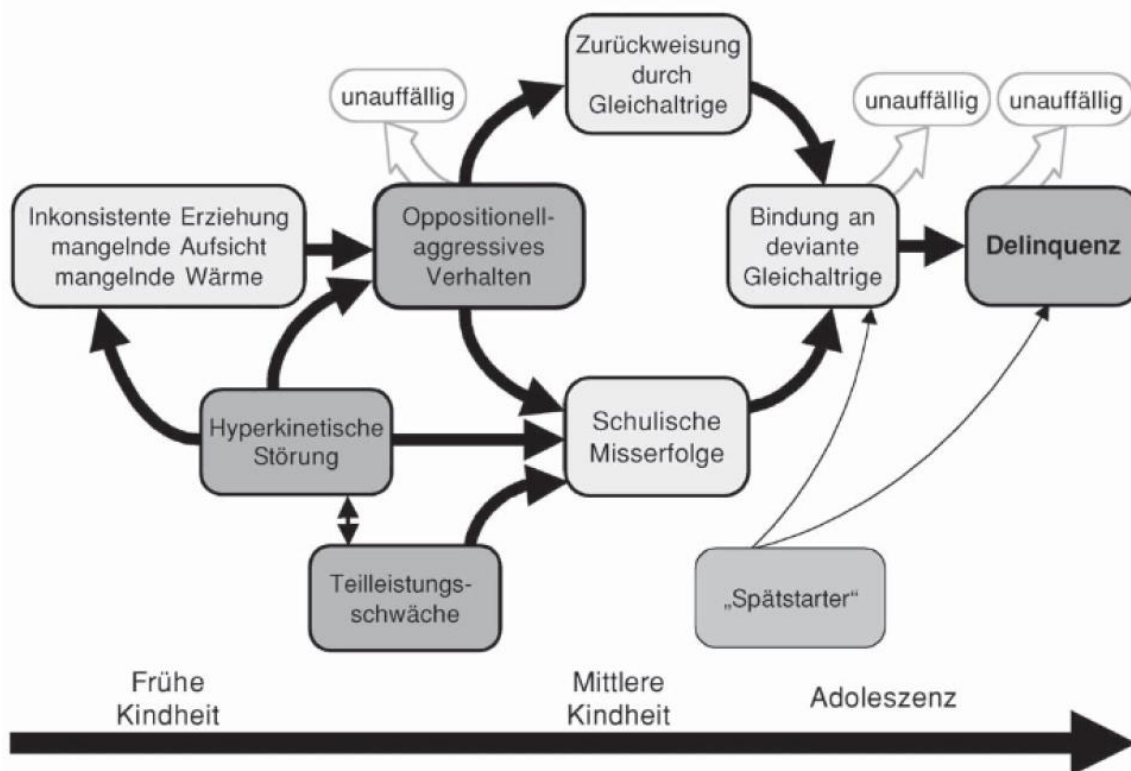 Zurückweisung
durch
Gleichaltrige
unauffällig
unauffällig
unauffällig
Inkonsistente Erziehung
mangelnde Aufsicht
mangelnde Wärme
Oppositionell-
aggressives
Verhalten
Bindung an
deviante
Gleichaltrige
Delinquenz
Hyperkinetische
Störung
Schulische
Misserfolge
Teilleistungs-
schwäche
„Spätstarter“
Frühe
Kindheit
Mittlere
Kindheit
Adoleszenz